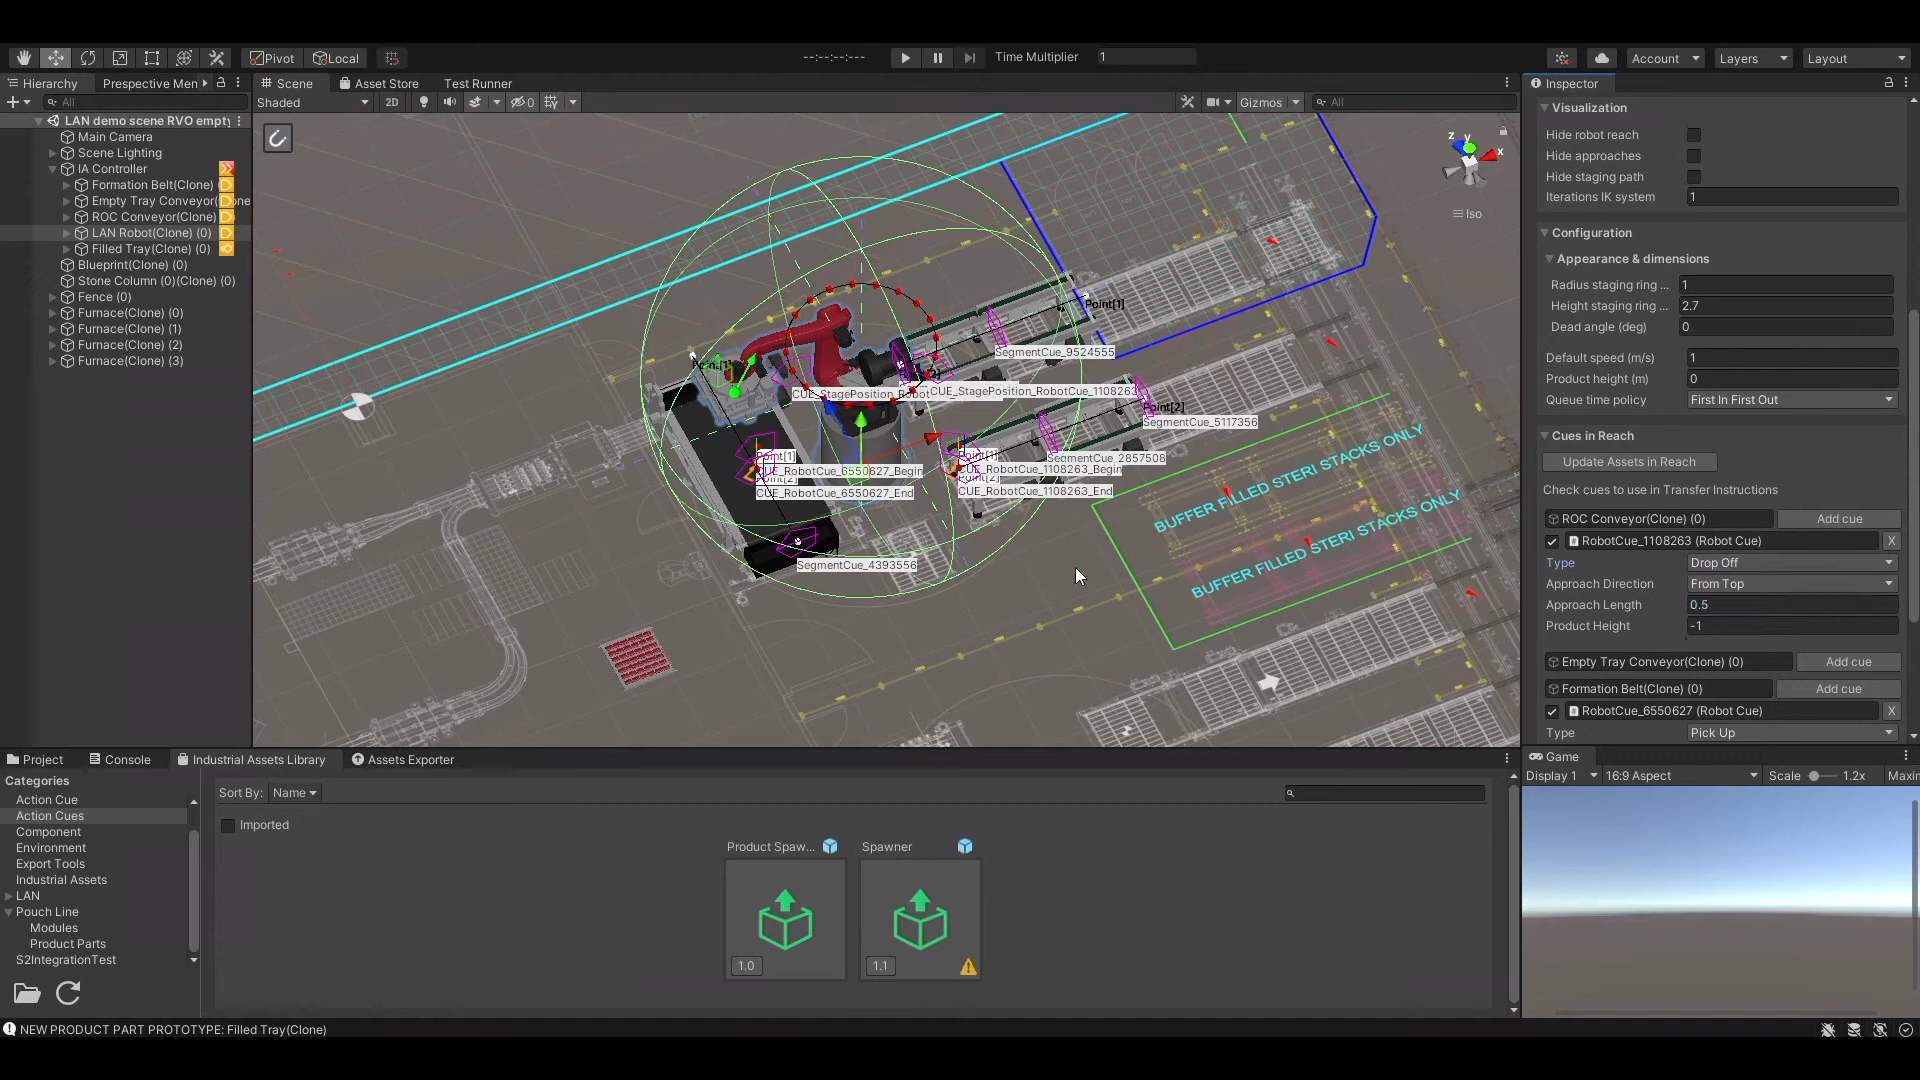 Pivot
Local
--:--:--:---
Time Multiplier
1
Account
Layers
Layout
Hierarchy
Perspective Men
Scene
Asset Store
Test Runner
Inspector
All
Shaded
2D
0
Gizmos
All
LAN demo scene RVO empty
Main Camera
Scene Lighting
IA Controller
Formation Belt(Clone)
Empty Tray Conveyor(
one
ROC Conveyor(Clone)
LAN Robot(Clone) (0)
Filled Tray(Clone) (0)
Blueprint(Clone) (0)
Stone Column (0)(Clone) (0)
Fence (0)
Furnace(Clone) (0)
Furnace(Clone) (1)
Furnace(Clone) (2)
Furnace(Clone) (3)
z
y
x
Iso
Point[1]
SegmentCue_9524555
CUE_StagePosition_Robot
CUE_StagePosition_RobotCue_1108263
Point[2]
SegmentCue_5117356
SegmentCue_2857508
CUE_RobotCue_6550627_Begin
CUE_RobotCue_6550627_End
CUE_RobotCue_1108263_Begin
CUE_RobotCue_1108263_End
SegmentCue_4393556
BUFFER FILLED STERI STACKS ONLY
BUFFER FILLED STERI STACKS ONLY
Visualization
Hide robot reach
Hide approaches
Hide staging path
Iterations IK system
1
Configuration
Appearance & dimensions
Radius staging ring ...
1
Height staging ring ...
2.7
Dead angle (deg)
0
Default speed (m/s)
1
Product height (m)
0
Queue time policy
First In First Out
Cues in Reach
Update Assets in Reach
Check cues to use in Transfer Instructions
ROC Conveyor(Clone) (0)
Add cue
RobotCue_1108263 (Robot Cue)
X
Type
Drop Off
Approach Direction
From Top
Approach Length
0.5
Product Height
-1
Empty Tray Conveyor(Clone) (0)
Add cue
Formation Belt(Clone) (0)
Add cue
RobotCue_6550627 (Robot Cue)
X
Type
Pick Up
Project
Console
Industrial Assets Library
Assets Exporter
Categories
Action Cue
Action Cues
Component
Environment
Export Tools
Industrial Assets
LAN
Pouch Line
Modules
Product Parts
S2IntegrationTest
Sort By:
Name
Imported
Product Spaw...
Spawner
1.0
1.1
Game
Display 1
16:9 Aspect
Scale
1.2x
Maxin
NEW PRODUCT PART PROTOTYPE: Filled Tray(Clone)